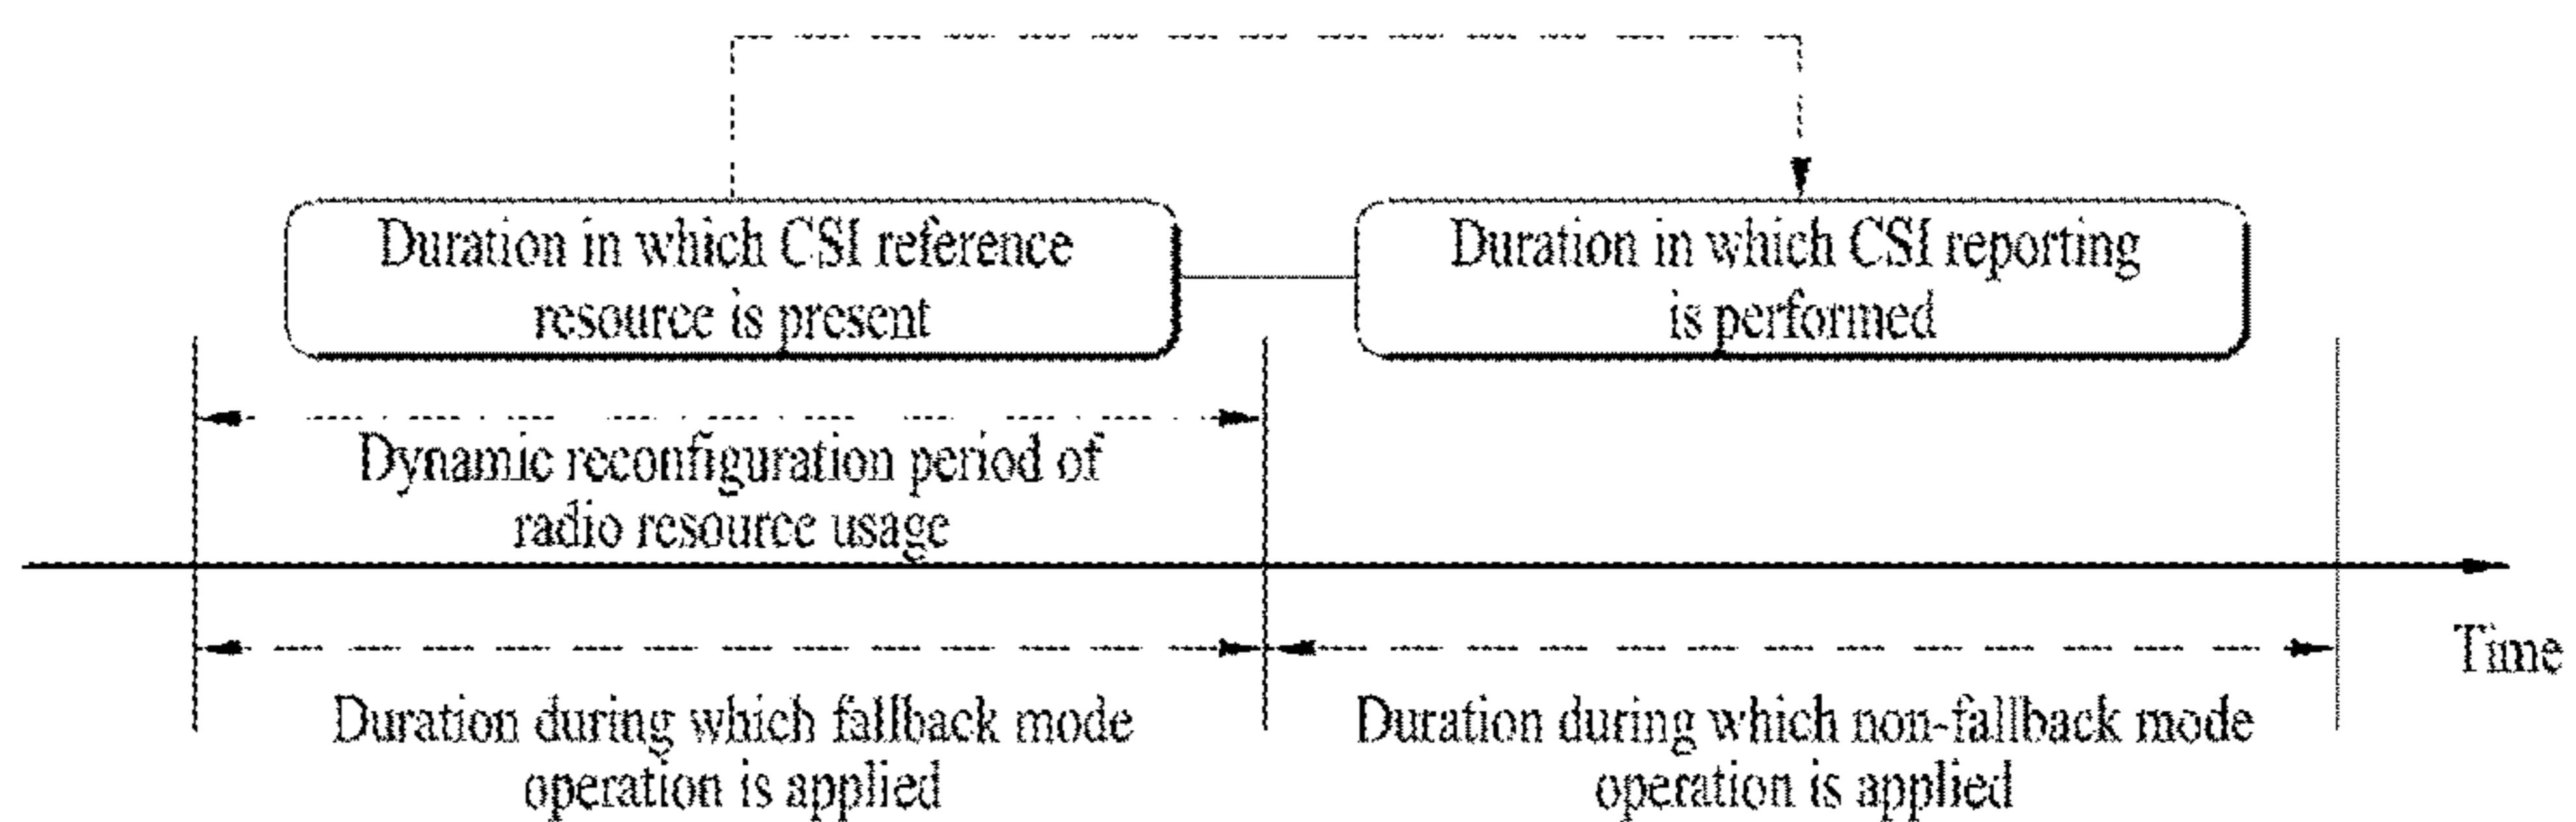 Duration in which CSI reference
resource is present
Duration in which CSI reporting
is performed
Dynamic reconfiguration period of
radio resource usage
Time
Duration during which fallback mode
operation is applied
Duration during which non-fallback mode
operation is applied